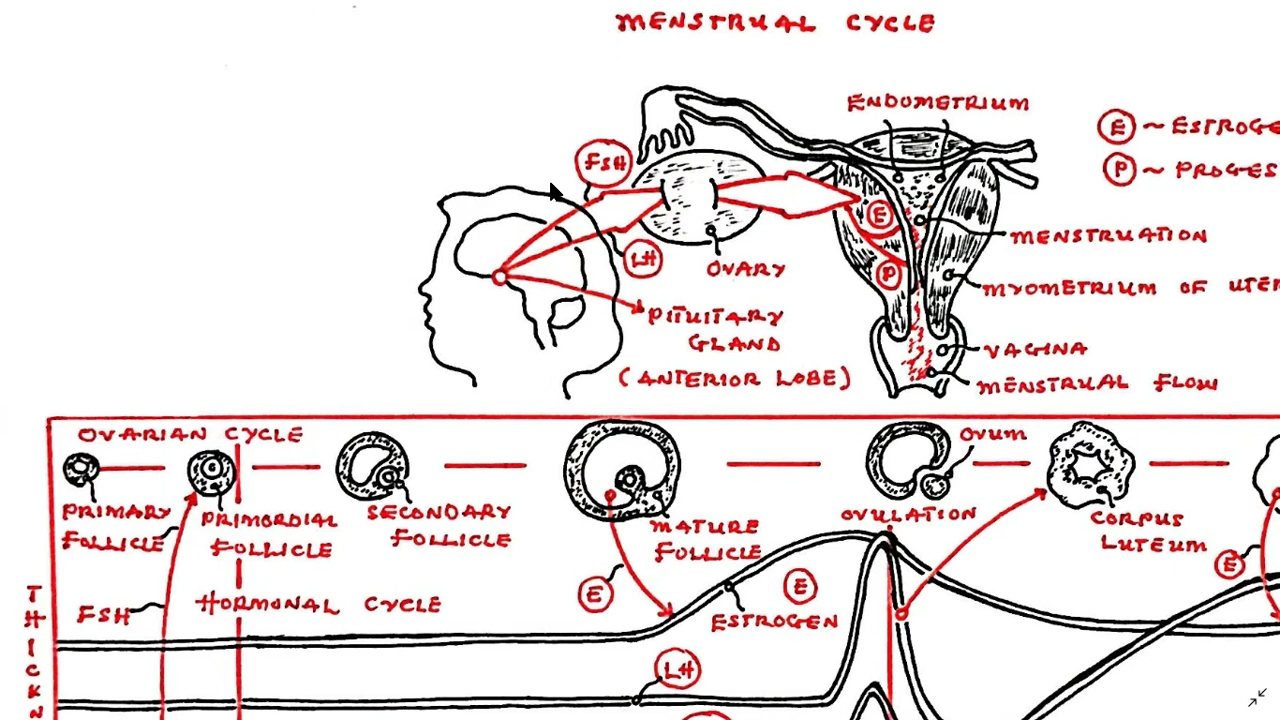 MENSTRUAL CYCLE
ENDOMETRIUM
E ~ ESTROGE
P ~ PROGES
FSH
LH
OVARY
E
P
MENSTRUATION
MYOMETRIUM OF UTER
PITUITARY
GLAND
(ANTERIOR LOBE)
VAGINA
MENSTRUAL FLOW
OVARIAN CYCLE
OVUM
PRIMARY
FOLLICLE
PRIMORDIAL
FOLLICLE
SECONDARY
FOLLICLE
MATURE
FOLLICLE
OVULATION
CORPUS
LUTEUM
E
E
E
FSH
HORMONAL CYCLE
ESTROGEN
LH
THICKN